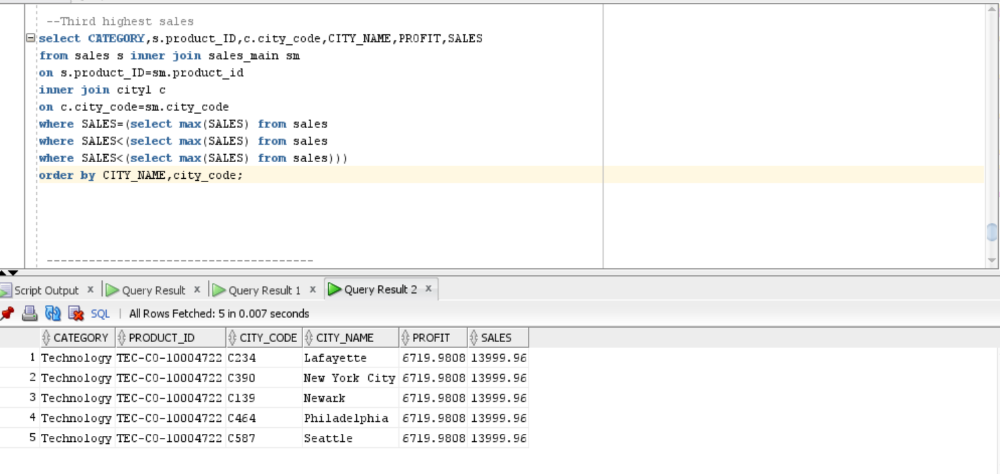 --Third highest sales
select CATEGORY,s.product_ID,c.city_code,CITY_NAME,PROFIT,SALES
from sales s inner join sales_main sm
on s.product_ID=sm.product_id
inner join city1 c
on c.city_code=sm.city_code
where SALES=(select max(SALES) from sales
where SALES<(select max(SALES) from sales
where SALES<(select max(SALES) from sales)))
order by CITY_NAME,city_code;
--------------------------------------
Script Output x Query Result x Query Result 1 x Query Result 2 x
SQL | All Rows Fetched: 5 in 0.007 seconds
CATEGORY PRODUCT_ID CITY_CODE CITY_NAME PROFIT SALES
1 Technology TEC-CO-10004722 C234 Lafayette 6719.9808 13999.96
2 Technology TEC-CO-10004722 C390 New York City 6719.9808 13999.96
3 Technology TEC-CO-10004722 C139 Newark 6719.9808 13999.96
4 Technology TEC-CO-10004722 C464 Philadelphia 6719.9808 13999.96
5 Technology TEC-CO-10004722 C587 Seattle 6719.9808 13999.96